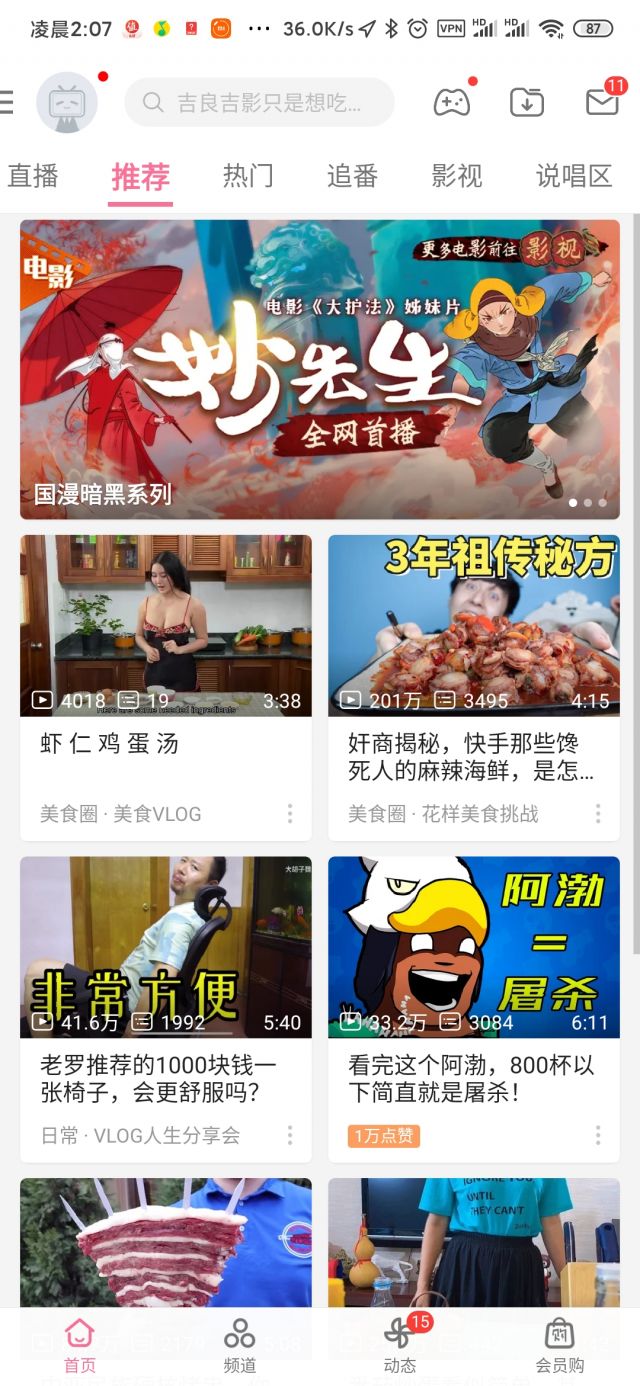 凌晨2:07
36.0K/s
VPN
HD
HD
87
吉良吉影只是想吃...
11
直播
推荐
热门
追番
影视
说唱区
电影
更多电影前往 影视
电影《大护法》姊妹片
妙先生
全网首播
国漫暗黑系列
3年祖传秘方
4018
19
3:38
Here are some needed ingredients
201万
3495
4:15
虾 仁 鸡 蛋 汤
奸商揭秘，快手那些馋
死人的麻辣海鲜，是怎...
美食圈 · 美食VLOG
美食圈 · 花样美食挑战
非常方便
41.6万
1992
5:40
阿渤
=
屠杀
33.2万
3084
6:11
老罗推荐的1000块钱一
张椅子，会更舒服吗？
看完这个阿渤，800杯以
下简直就是屠杀！
日常 · VLOG人生分享会
1万点赞
IGNORE YOU
UNTIL
THEY CAN'T
首页
频道
15
动态
会员购